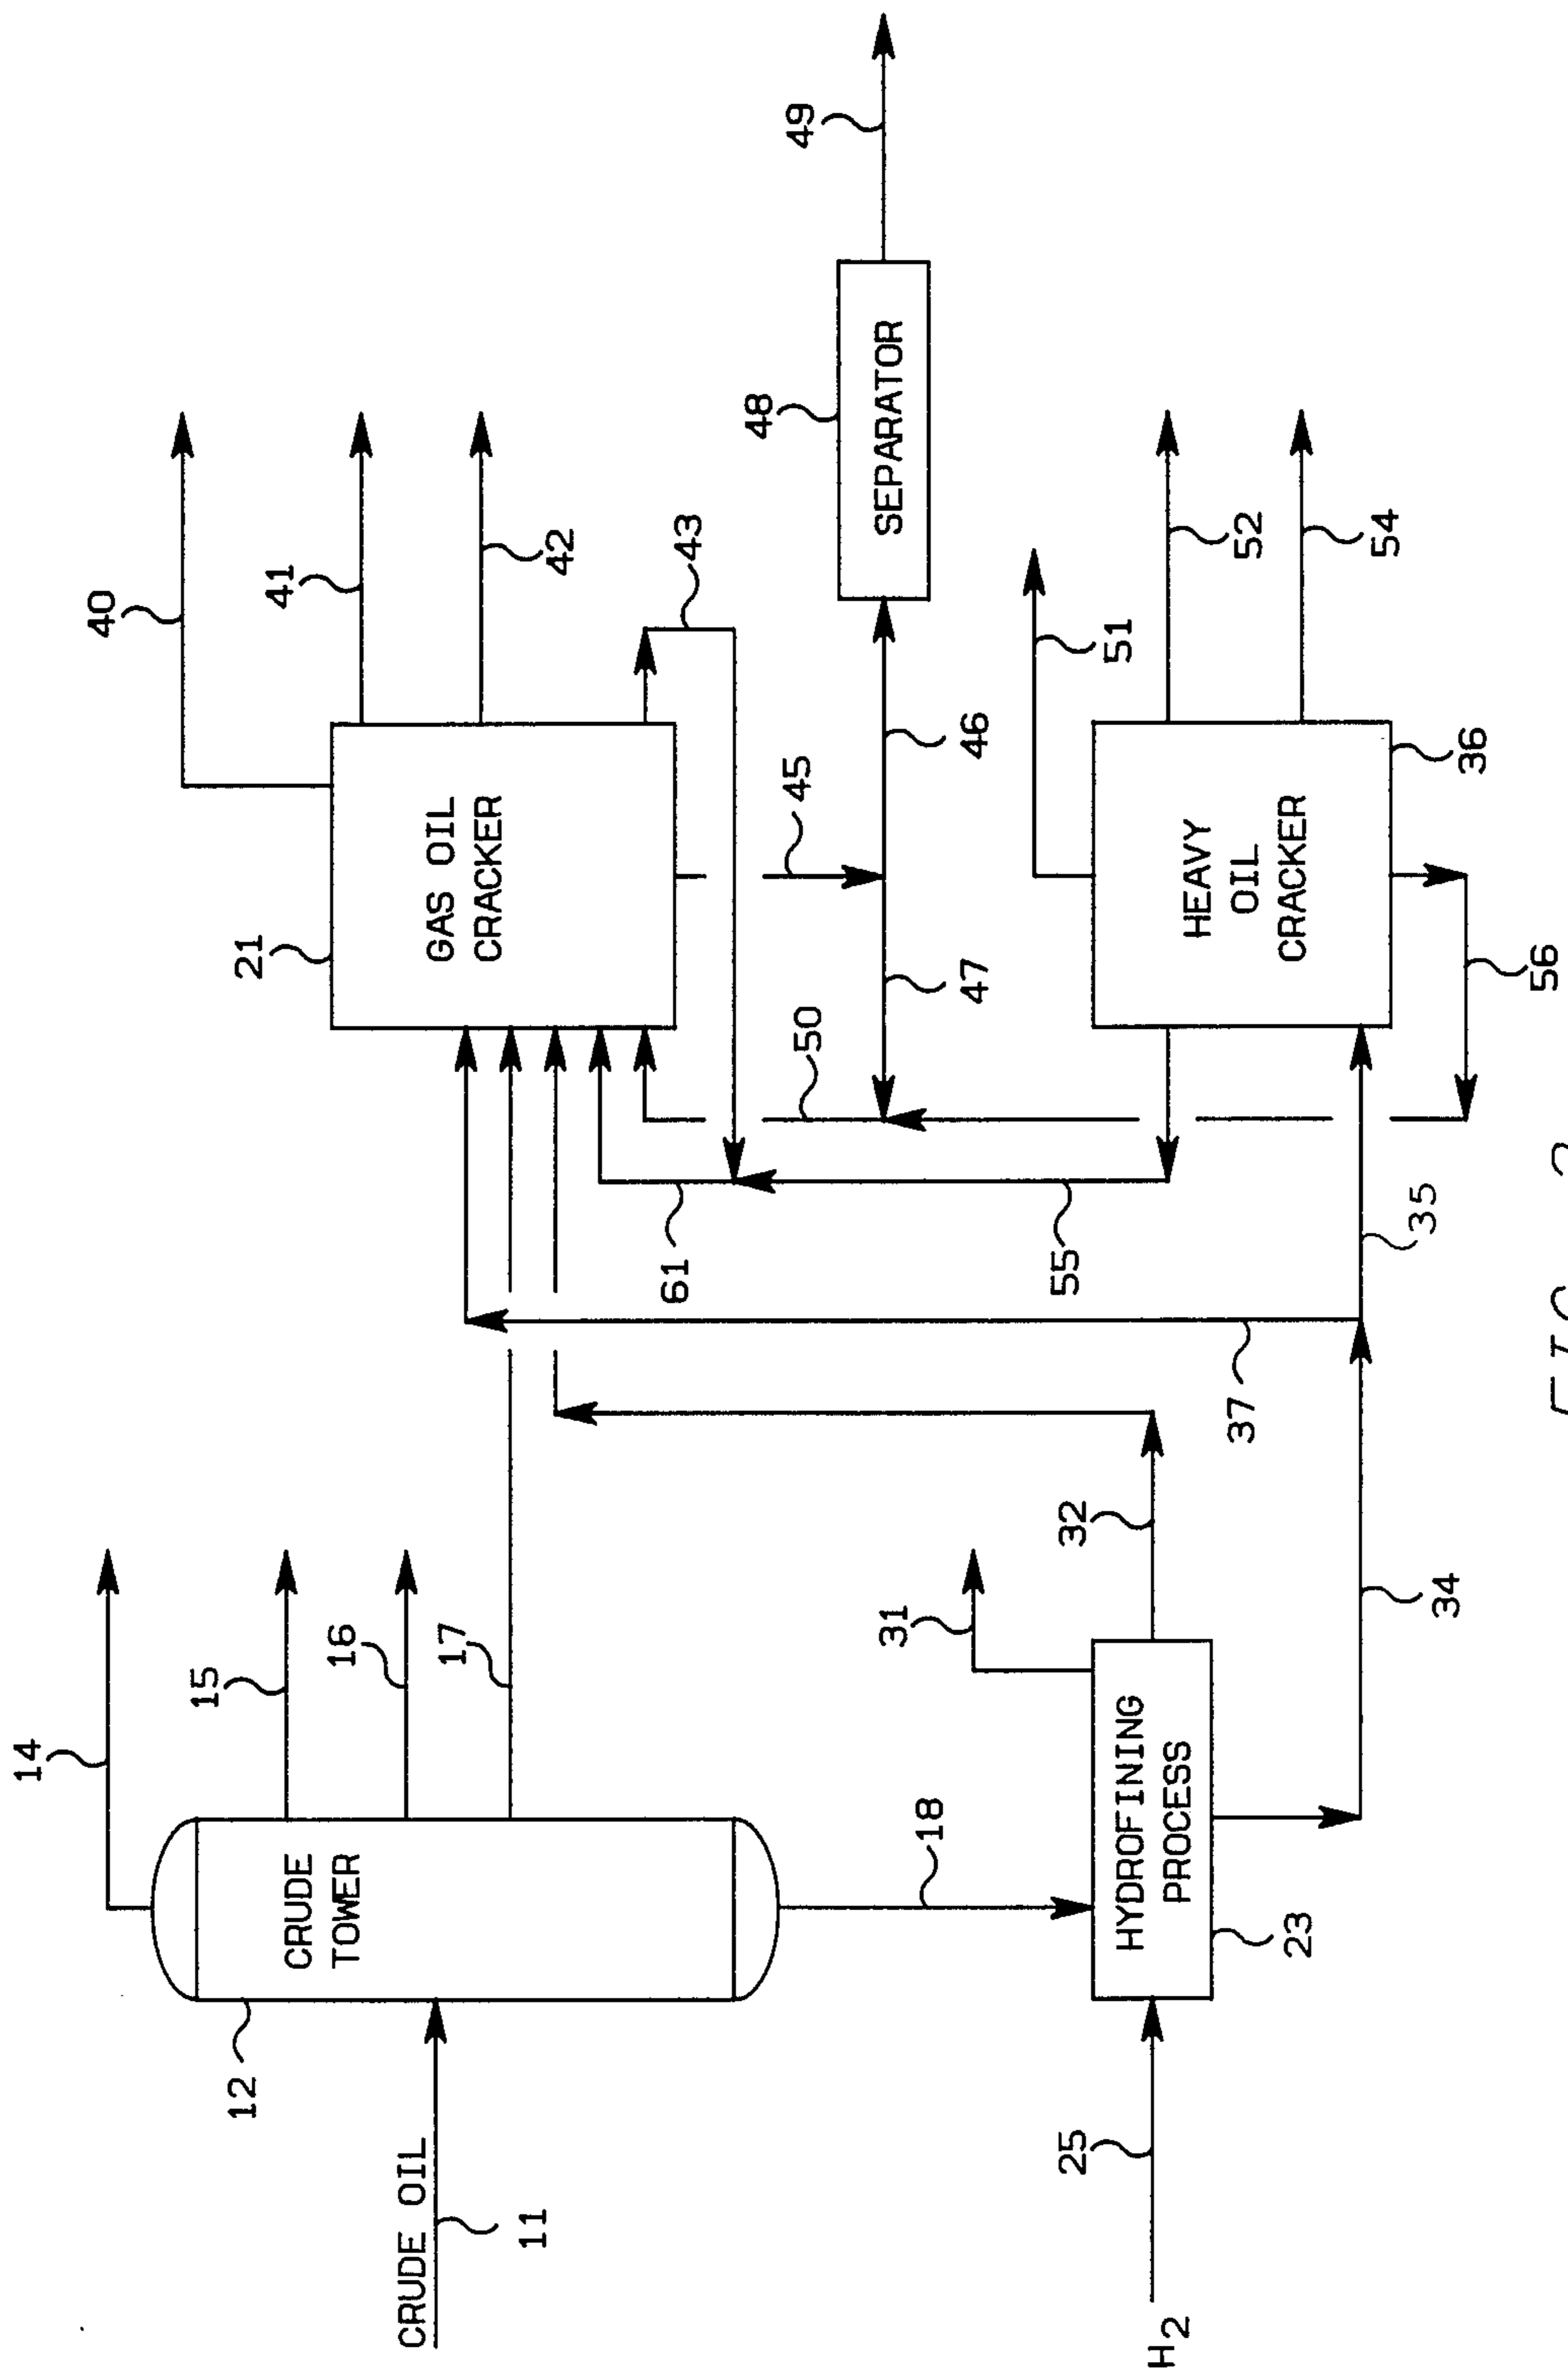 14
15
16
17
CRUDE
TOWER
12
CRUDE OIL
11
18
31
32
HYDROFINING
PROCESS
23
25
H2
34
37
35
61
55
50
47
46
45
43
40
41
42
21
GAS OIL
CRACKER
48
SEPARATOR
49
51
52
54
HEAVY
OIL
CRACKER
36
56